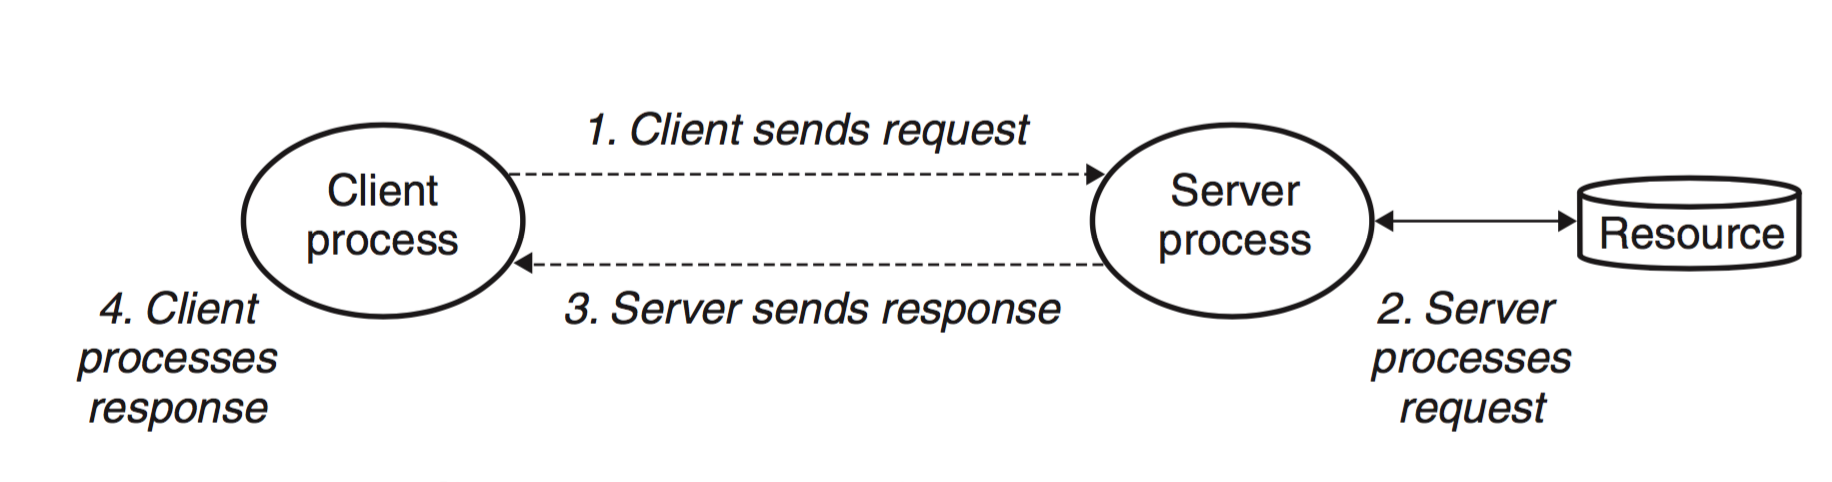 1. Client sends request
Client
process
Server
process
Resource
3. Server sends response
4. Client
processes
response
2. Server
processes
request